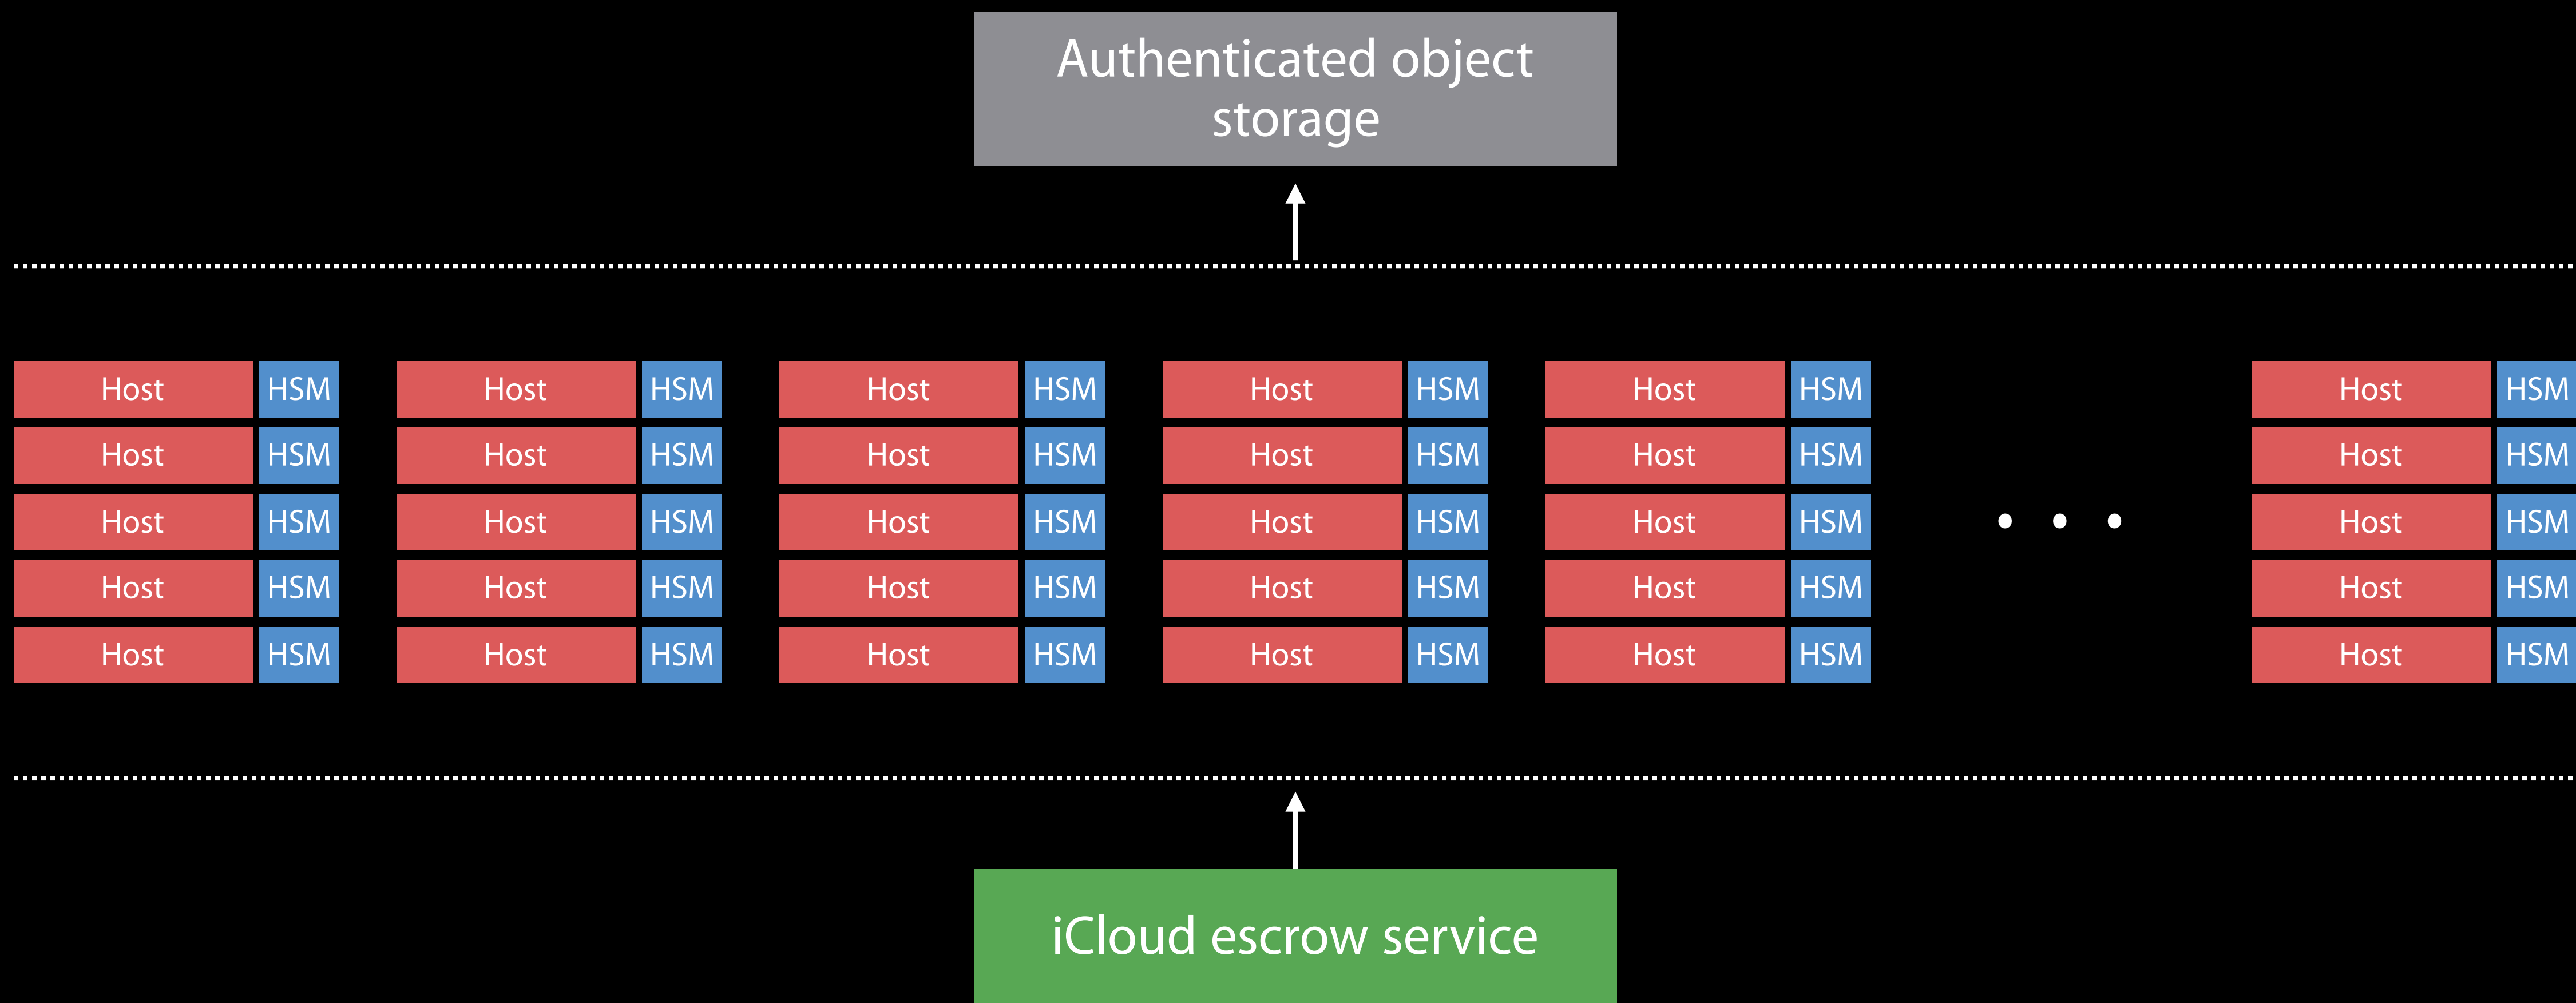 Authenticated object
storage
Host HSM Host HSM Host HSM Host HSM Host HSM Host HSM
Host HSM Host HSM Host HSM Host HSM Host HSM Host HSM
Host HSM Host HSM Host HSM Host HSM Host HSM • • • Host HSM
Host HSM Host HSM Host HSM Host HSM Host HSM Host HSM
Host HSM Host HSM Host HSM Host HSM Host HSM Host HSM
iCloud escrow service